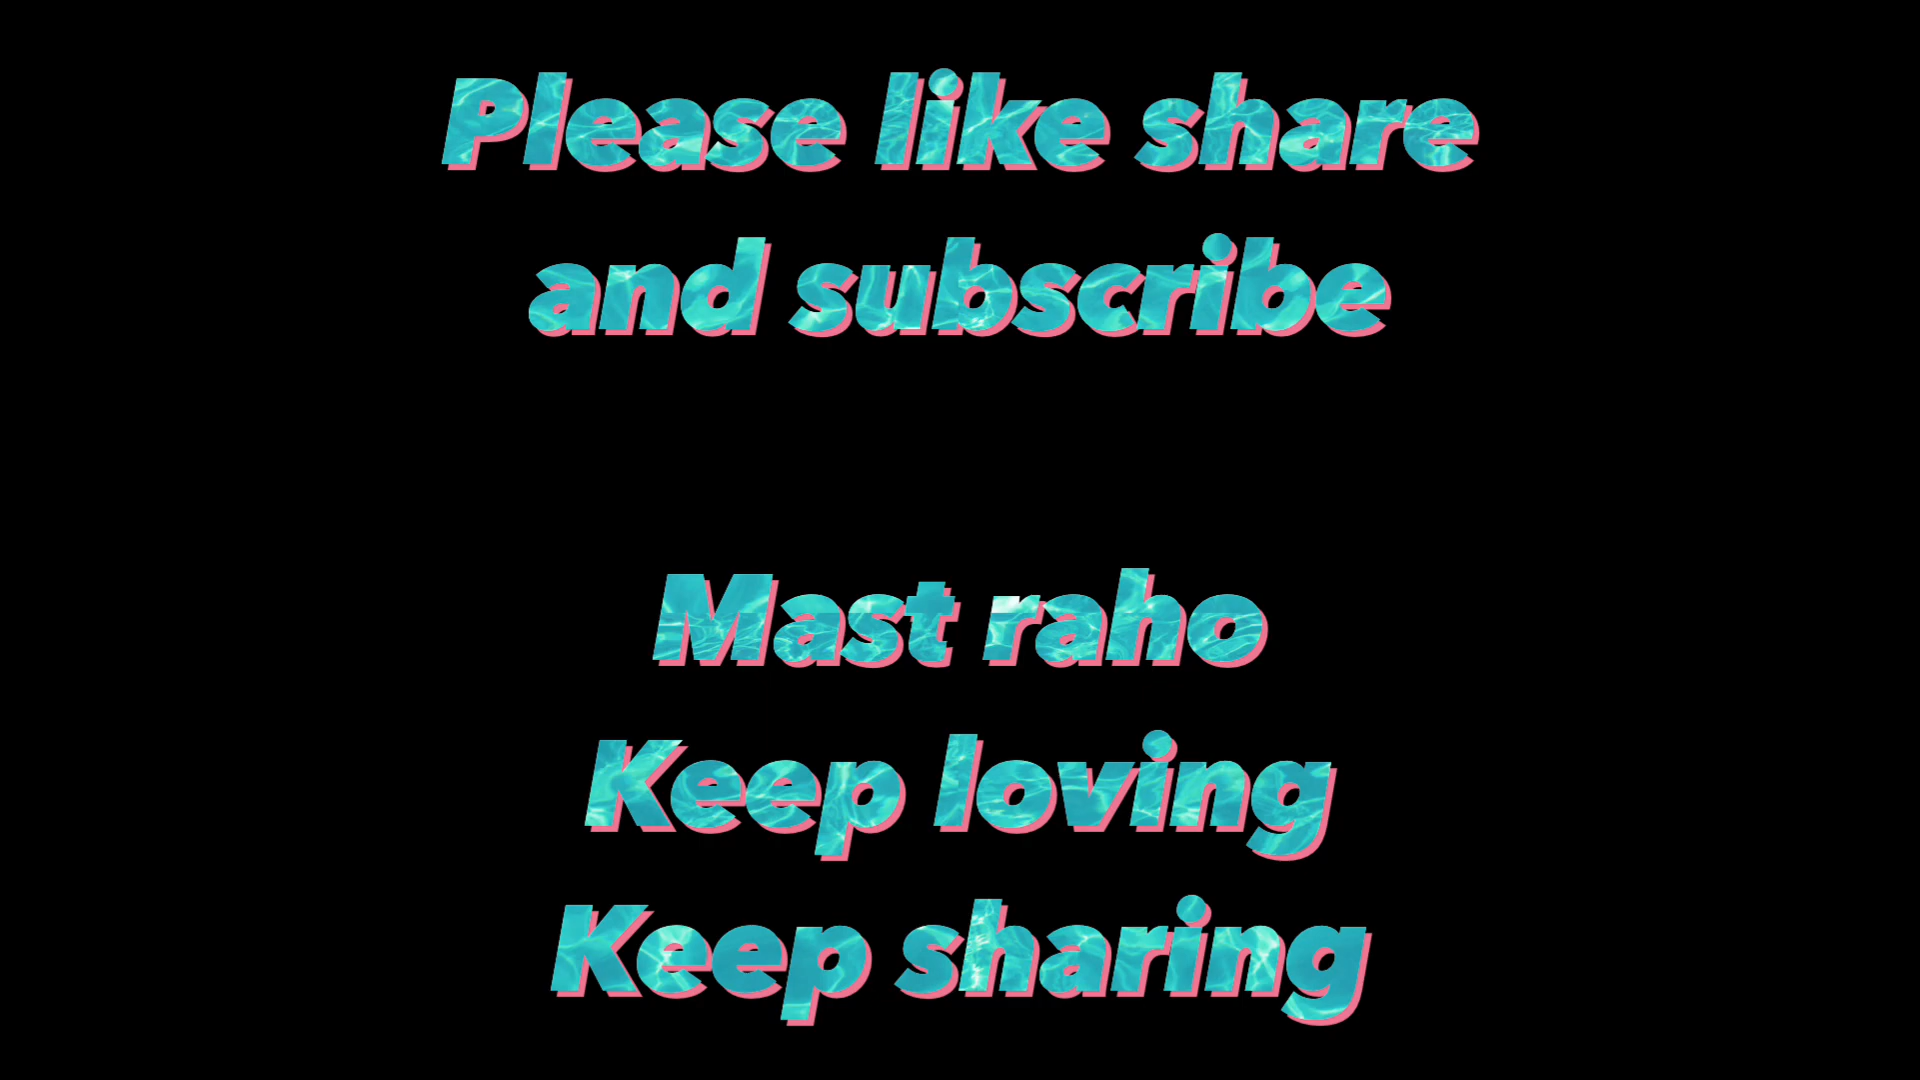 Please like share
and subscribe
Mast raho
Keep loving
Keep sharing